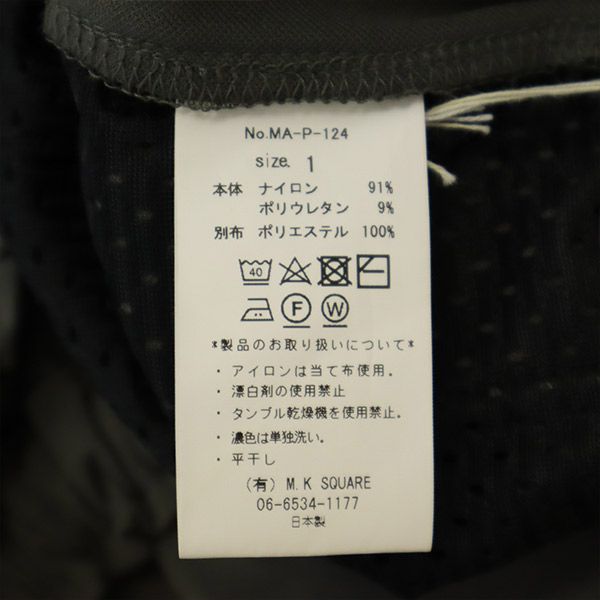 No.MA-P-124
size. 1
本体 ナイロン 91%
ポリウレタン 9%
別布 ポリエステル 100%
40
F W
*製品のお取り扱いについて*
・アイロンは当て布使用。
・漂白剤の使用禁止
・タンブル乾燥機を使用禁止。
・濃色は単独洗い。
・平干し
(有) M.K SQUARE
06-6534-1177
日本製